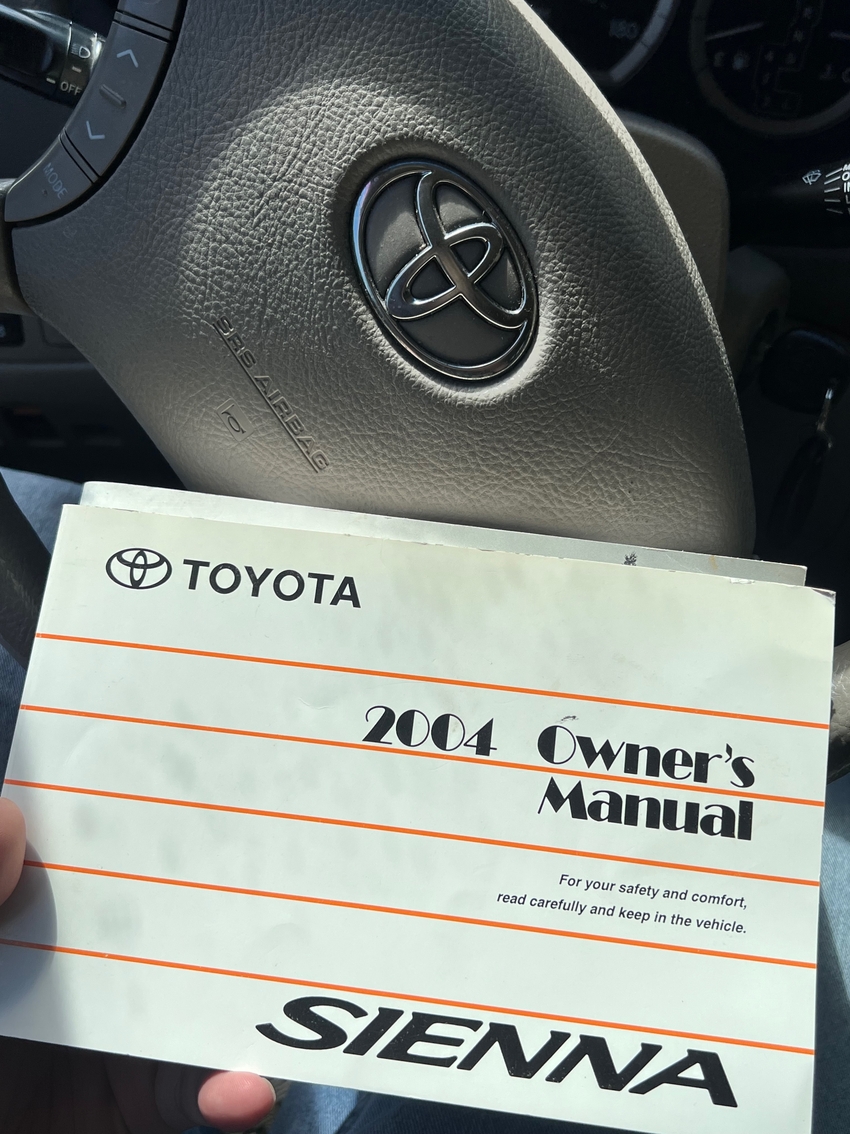 180
OFF
MODE
SRS AIRBAG
TOYOTA
2004 Owner's
Manual
For your safety and comfort,
read carefully and keep in the vehicle.
SIENNA